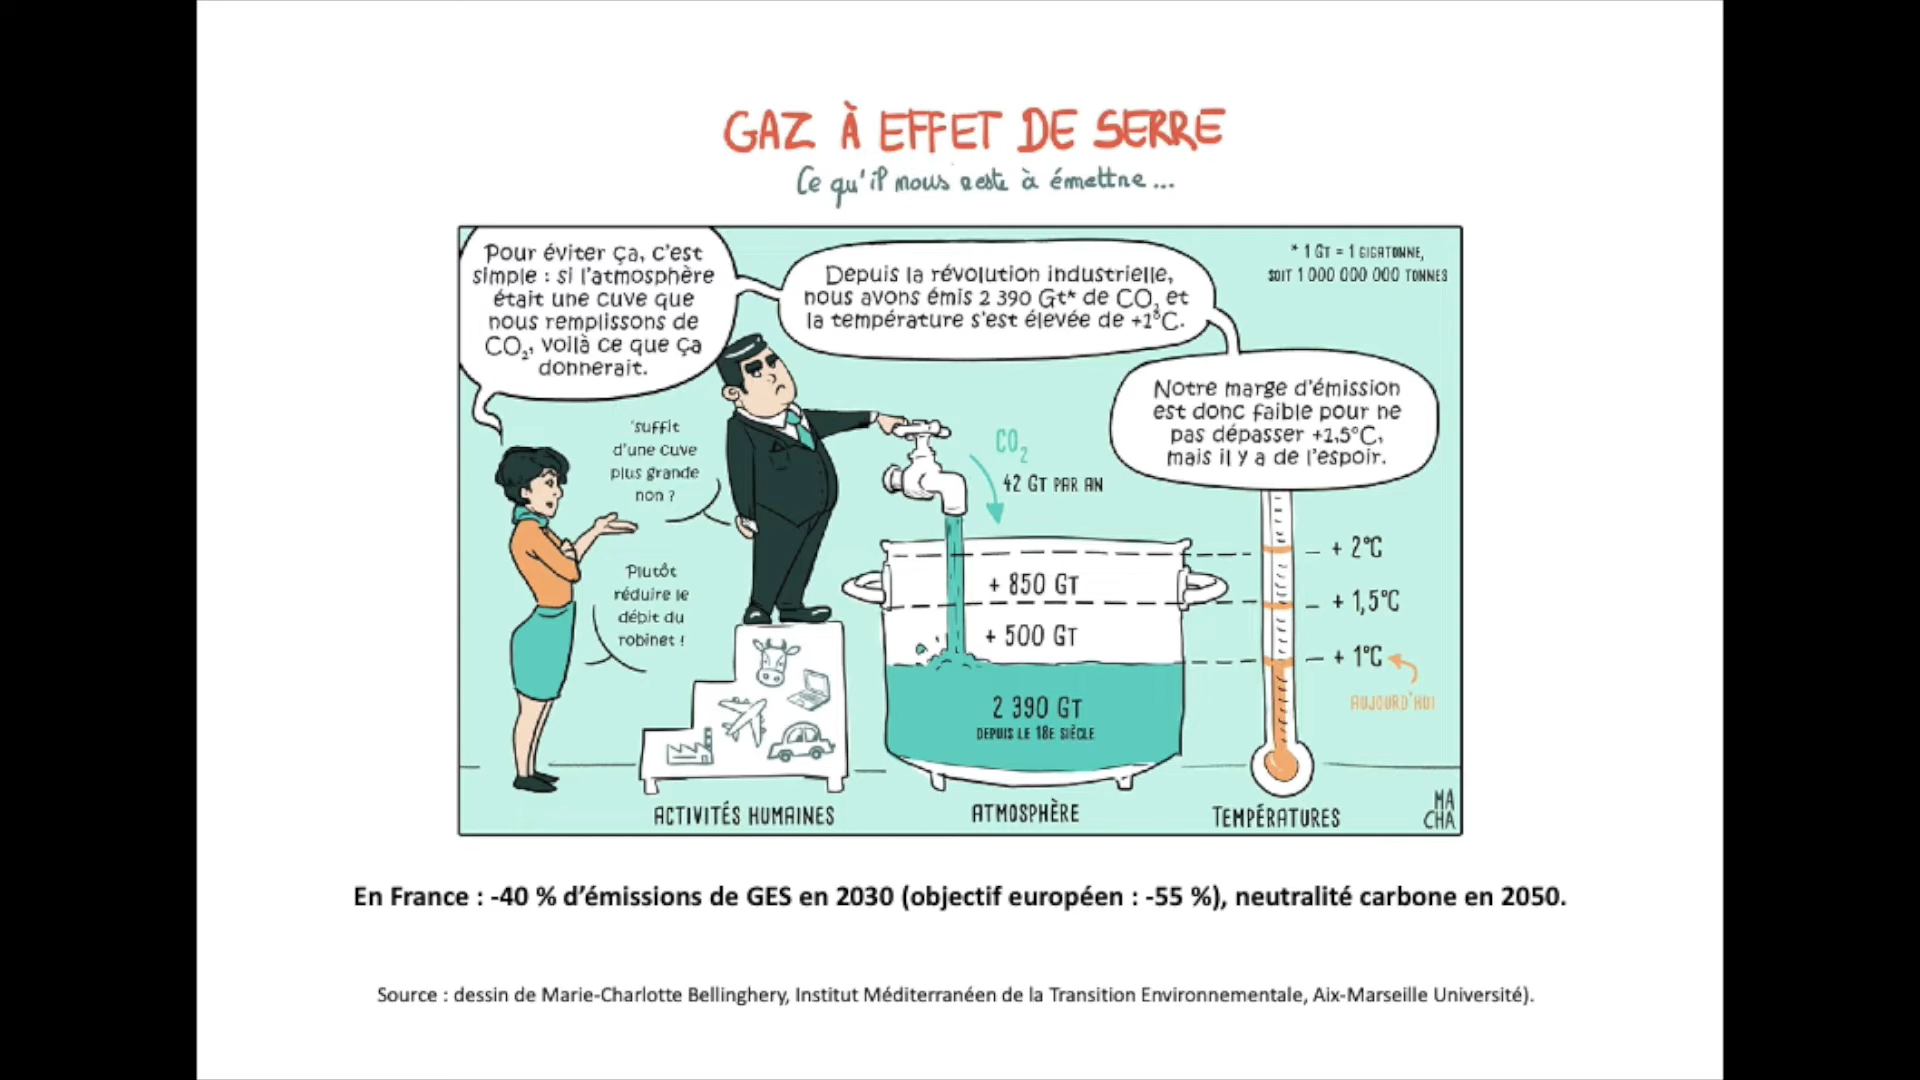 GAZ À EFFET DE SERRE
Ce qu'il nous reste à émettre...
Pour éviter ça, c'est
simple : si l'atmosphère
était une cuve que
nous remplissons de
CO₂, voilà ce que ça
donnerait.
Depuis la révolution industrielle,
nous avons émis 2 390 Gt* de CO₂ et
la température s'est élevée de +1°C.
* 1 GT = 1 GIGATONNE,
SOIT 1 000 000 000 TONNES
Notre marge d'émission
est donc faible pour ne
pas dépasser +1,5°C,
mais il y a de l'espoir.
'suffit
d'une cuve
plus grande
non ?
Plutôt
réduire le
débit du
robinet !
CO₂
42 GT PAR AN
+ 850 GT
+ 500 GT
2 390 GT
DEPUIS LE 18E SIÈCLE
+ 2°C
+ 1,5°C
+ 1°C
AUJOURD'HUI
ACTIVITÉS HUMAINES
ATMOSPHÈRE
TEMPÉRATURES
MA
CHA
En France : -40 % d'émissions de GES en 2030 (objectif européen : -55 %), neutralité carbone en 2050.
Source : dessin de Marie-Charlotte Bellinghery, Institut Méditerranéen de la Transition Environnementale, Aix-Marseille Université).